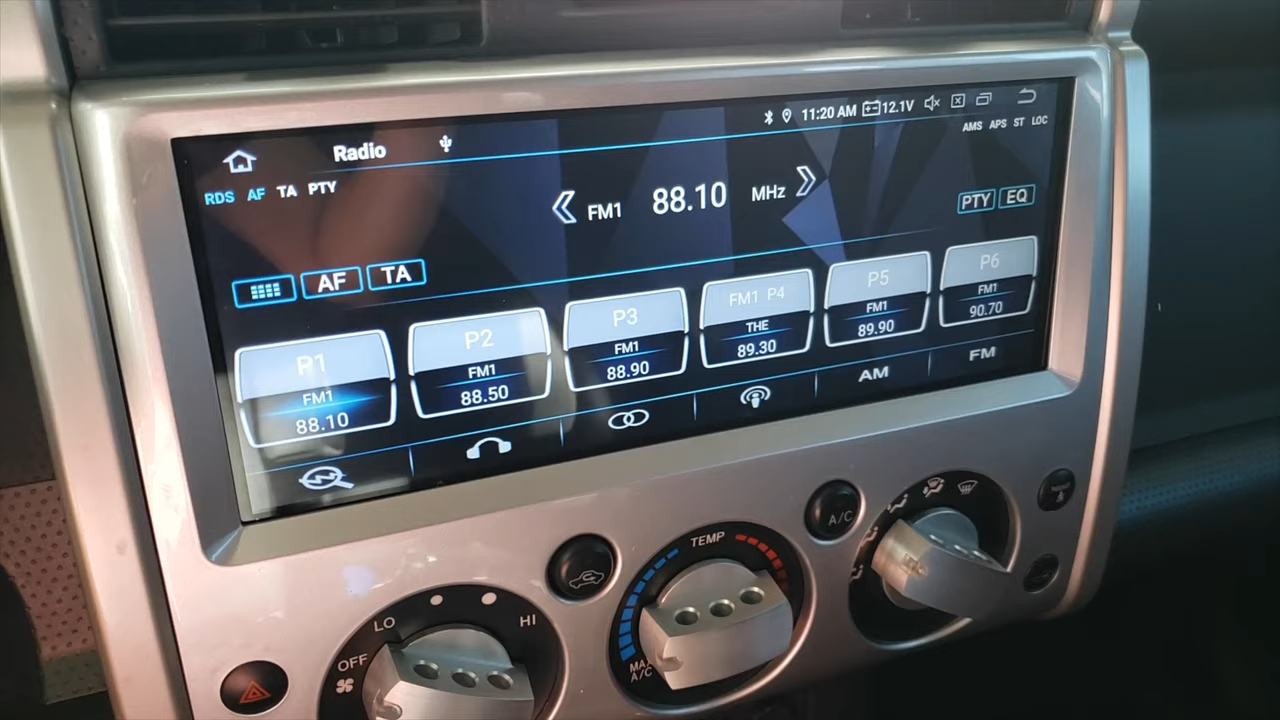 Radio
11:20 AM 12.1V
AMS APS ST LOC
RDS AF TA PTY
FM1 88.10 MHz
PTY EQ
AF TA
P1
FM1
88.10
P2
FM1
88.50
P3
FM1
88.90
FM1 P4
THE
89.30
P5
FM1
89.90
P6
FM1
90.70
AM
FM
OFF
LO
HI
TEMP
MAX
A/C
A/C